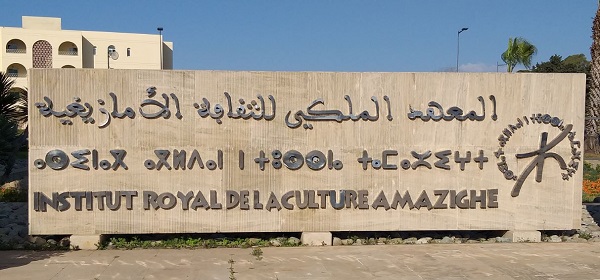 المعهد الملكي للثقافة الأمازيغية
ⴰⵙⵉⵏⴰⴳ ⴰⴳⵍⴷⴰⵏ ⵏ ⵜⵓⵙⵙⵏⴰ ⵜⴰⵎⴰⵣⵉⵖⵜ
INSTITUT ROYAL DE LA CULTURE AMAZIGHE